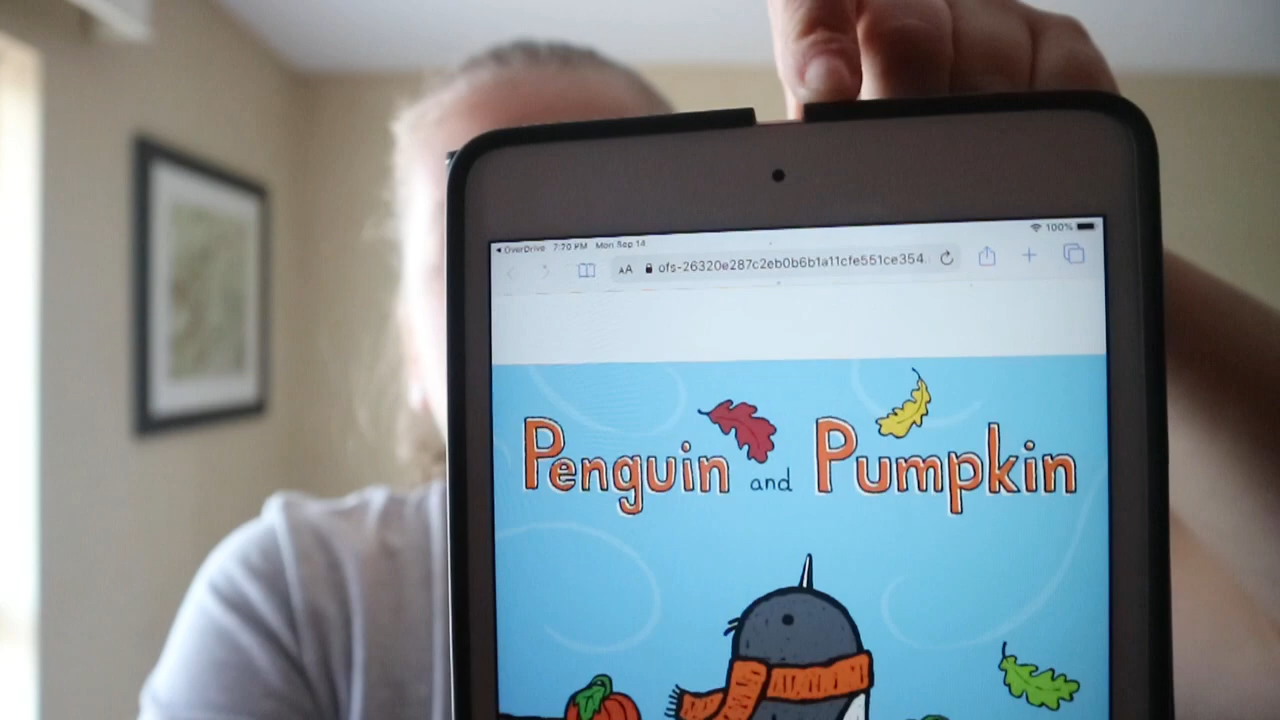 OverDrive 7:20 PM Mon Sep 14 100%
AA ofs-26320e287c2eb0b6b1a11cfe551ce354.
Penguin and Pumpkin